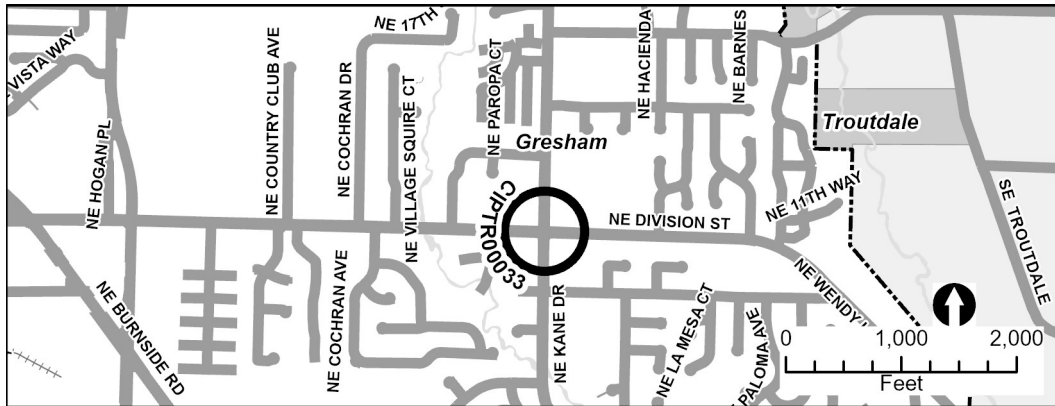 NE 17TH
VISTA WAY
NE HOGAN PL
NE COUNTRY CLUB AVE
NE COCHRAN DR
NE VILLAGE SQUIRE CT
NE PAROPA CT
NE HACIENDA
NE BARNES
Gresham
Troutdale
CIPTR00033
NE DIVISION ST
NE 11TH WAY
SE TROUTDALE
NE BURNSIDE RD
NE COCHRAN AVE
NE KANE DR
NE LA MESA CT
PALOMA AVE
NE WENDY
0 1,000 2,000
Feet